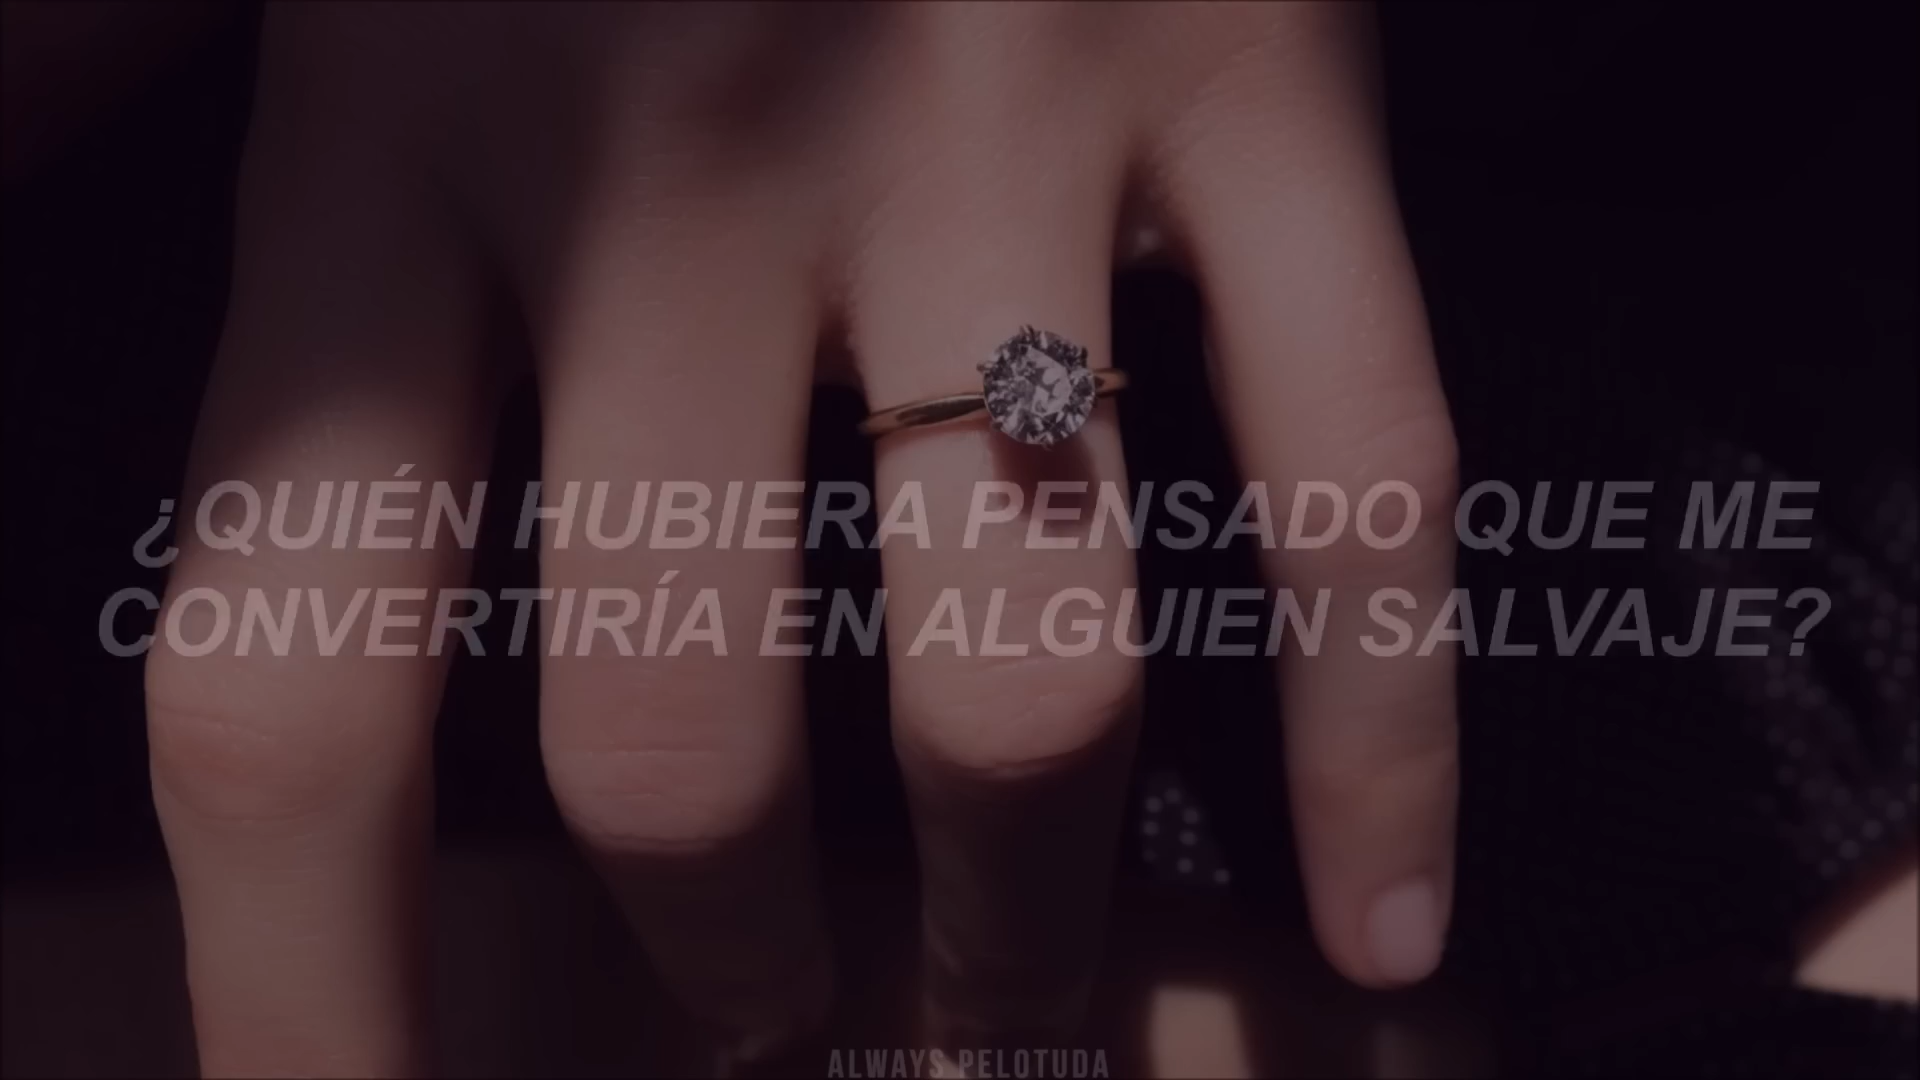 ¿QUIÉN HUBIERA PENSADO QUE ME
CONVERTIRÍA EN ALGUIEN SALVAJE?
ALWAYS PELOTUDA